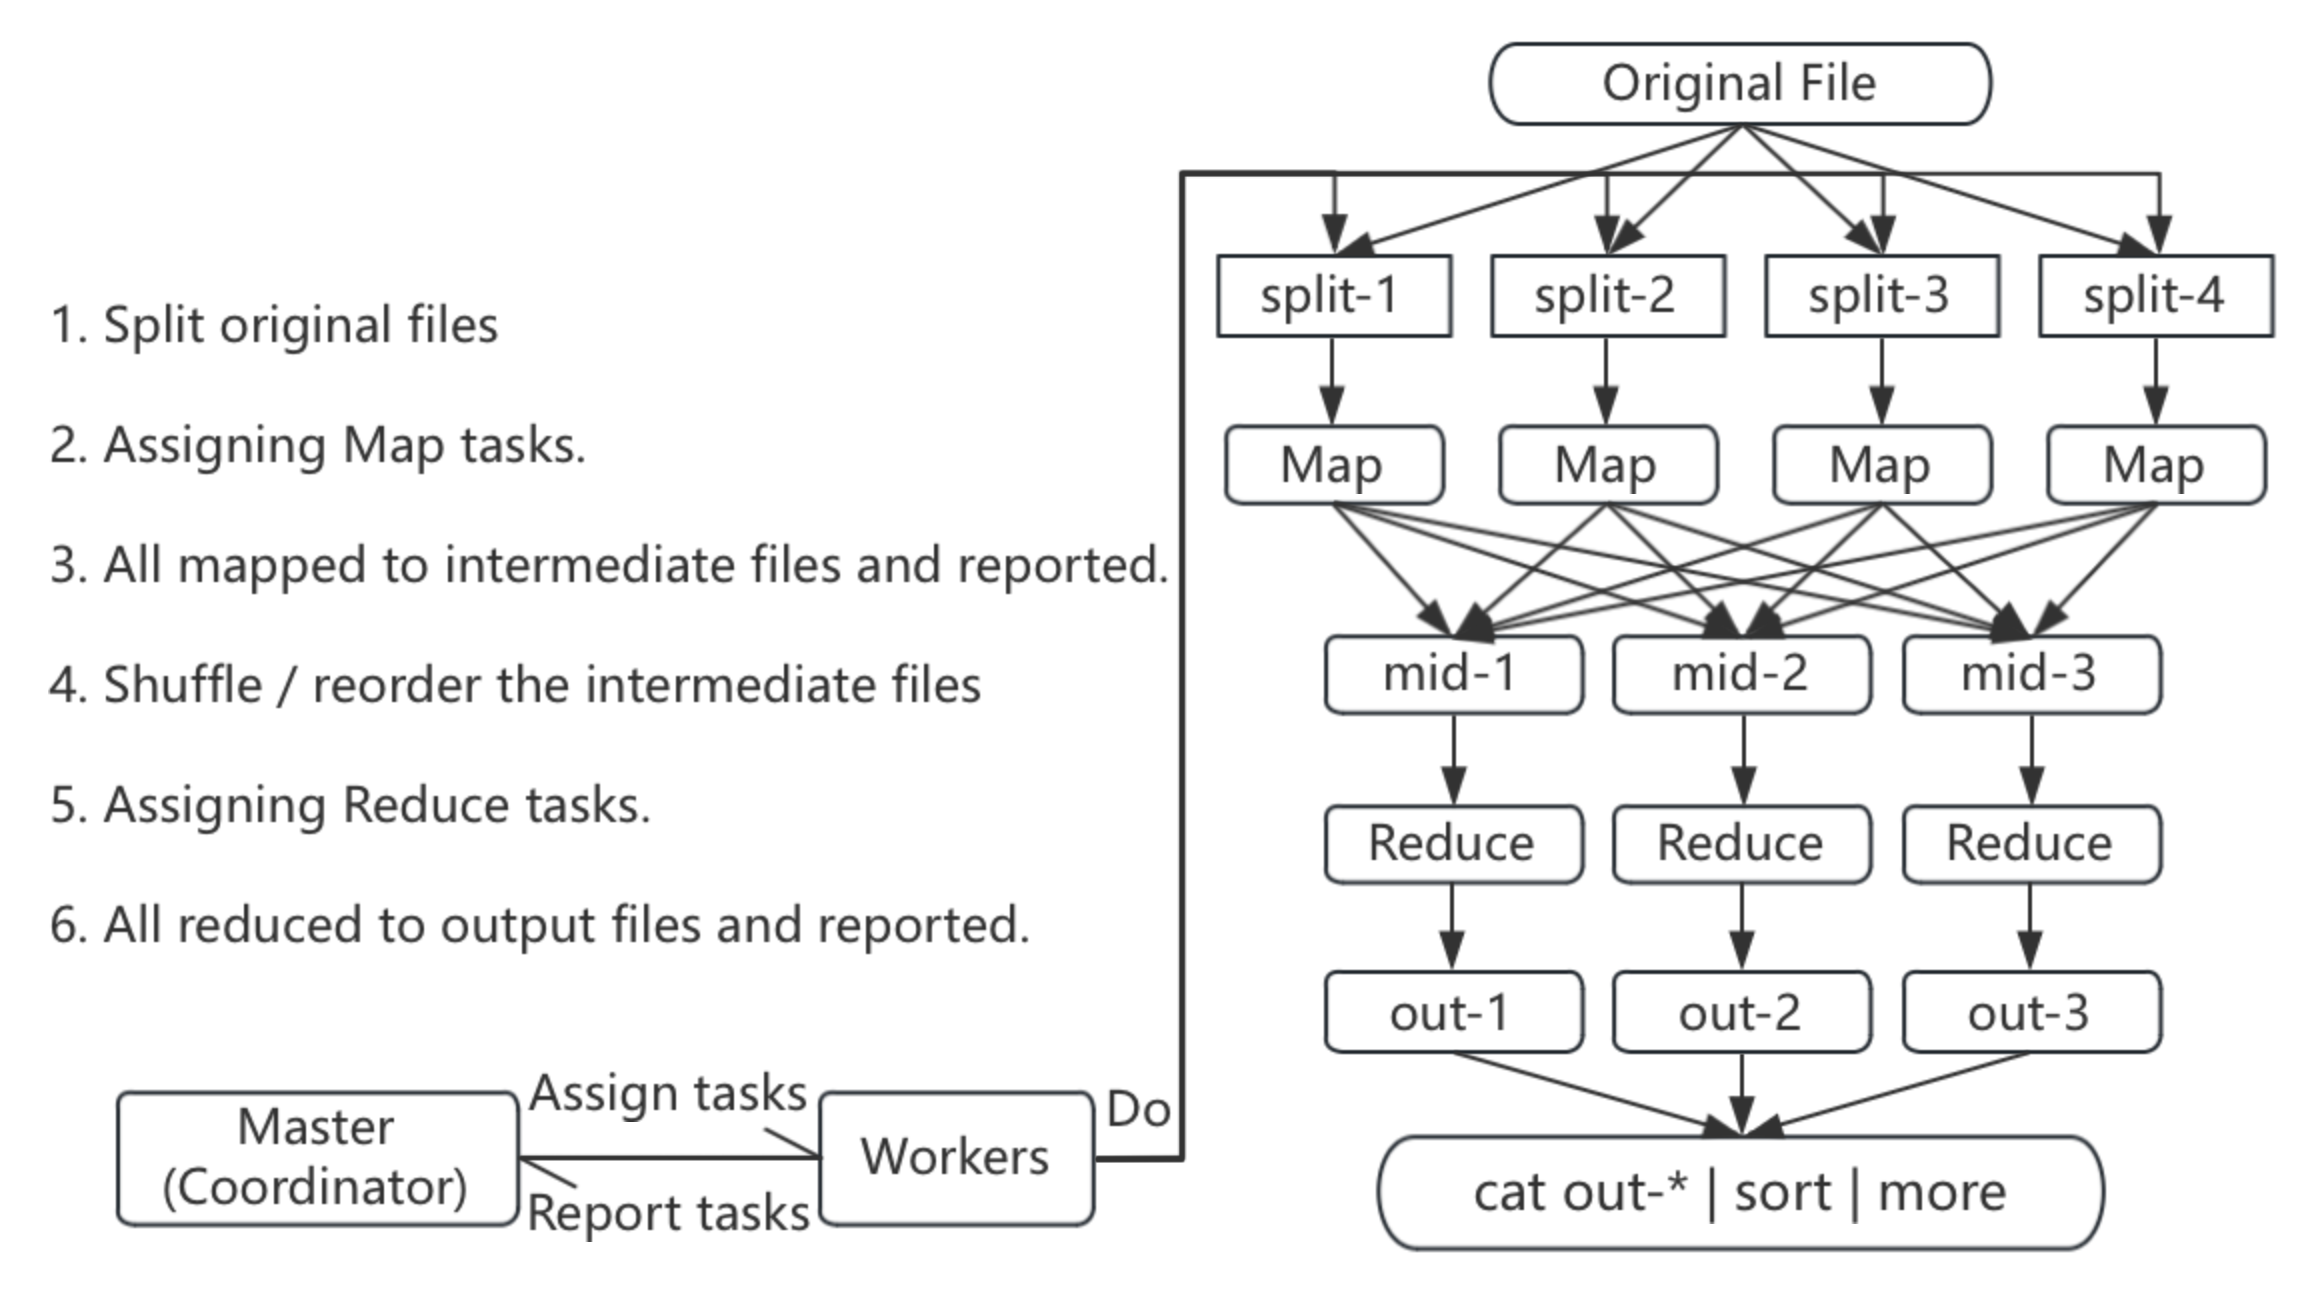 Original File
split-1
split-2
split-3
split-4
Map
Map
Map
Map
mid-1
mid-2
mid-3
Reduce
Reduce
Reduce
out-1
out-2
out-3
cat out-* | sort | more
1. Split original files
2. Assigning Map tasks.
3. All mapped to intermediate files and reported.
4. Shuffle / reorder the intermediate files
5. Assigning Reduce tasks.
6. All reduced to output files and reported.
Master
(Coordinator)
Assign tasks
Report tasks
Workers
Do